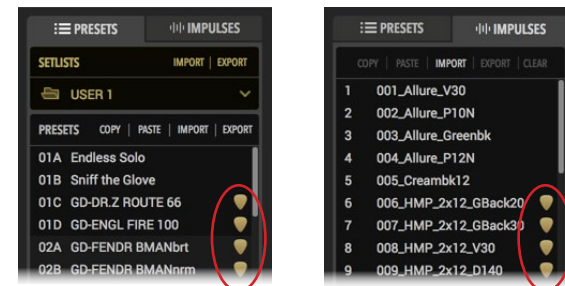 PRESETS IMPULSES
SETLISTS IMPORT | EXPORT
USER 1
PRESETS COPY | PASTE | IMPORT | EXPORT
01A Endless Solo
01B Sniff the Glove
01C GD-DR.Z ROUTE 66
01D GD-ENGL FIRE 100
02A GD-FENDR BMANbrt
02B GD-FENDR BMANnrm
PRESETS IMPULSES
COPY | PASTE | IMPORT | EXPORT | CLEAR
1 001_Allure_V30
2 002_Allure_P10N
3 003_Allure_Greenbk
4 004_Allure_P12N
5 005_Creambk12
6 006_HMP_2x12_GBack20
7 007_HMP_2x12_GBack30
8 008_HMP_2x12_V30
9 009_HMP_2x12_D140